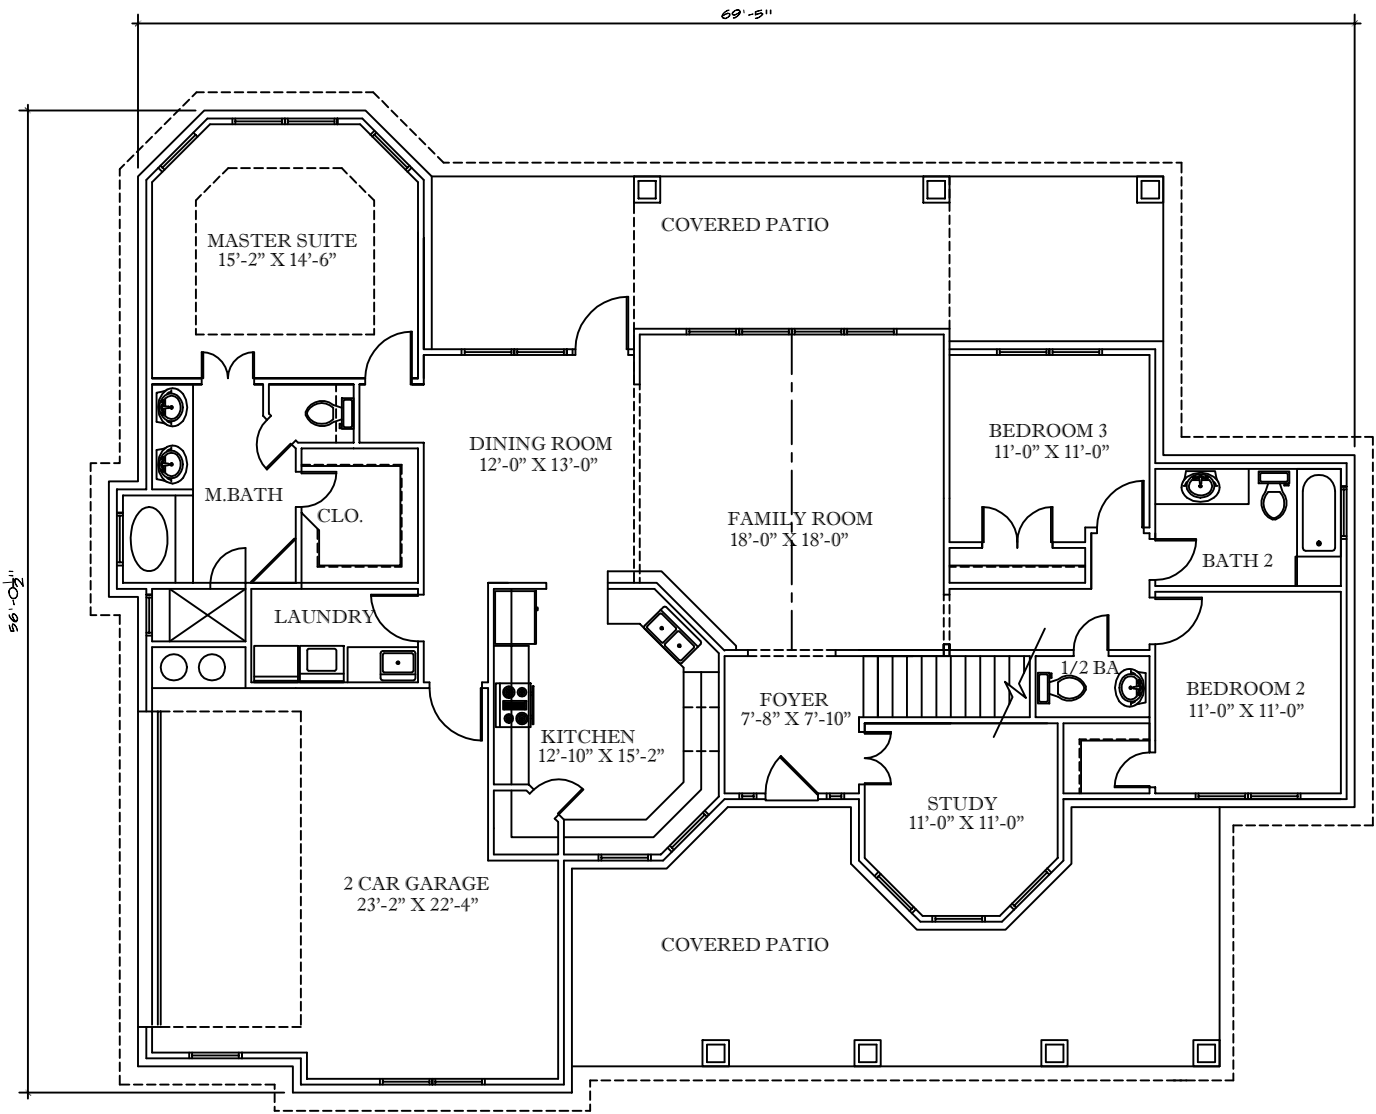 69'-5"
COVERED PATIO
MASTER SUITE
15'-2" X 14'-6"
BEDROOM 3
11'-0" X 11'-0"
DINING ROOM
12'-0" X 13'-0"
M.BATH
CLO.
FAMILY ROOM
18'-0" X 18'-0"
BATH 2
56'-0½"
LAUNDRY
1/2 BA
FOYER
7'-8" X 7'-10"
BEDROOM 2
11'-0" X 11'-0"
KITCHEN
12'-10" X 15'-2"
STUDY
11'-0" X 11'-0"
2 CAR GARAGE
23'-2" X 22'-4"
COVERED PATIO